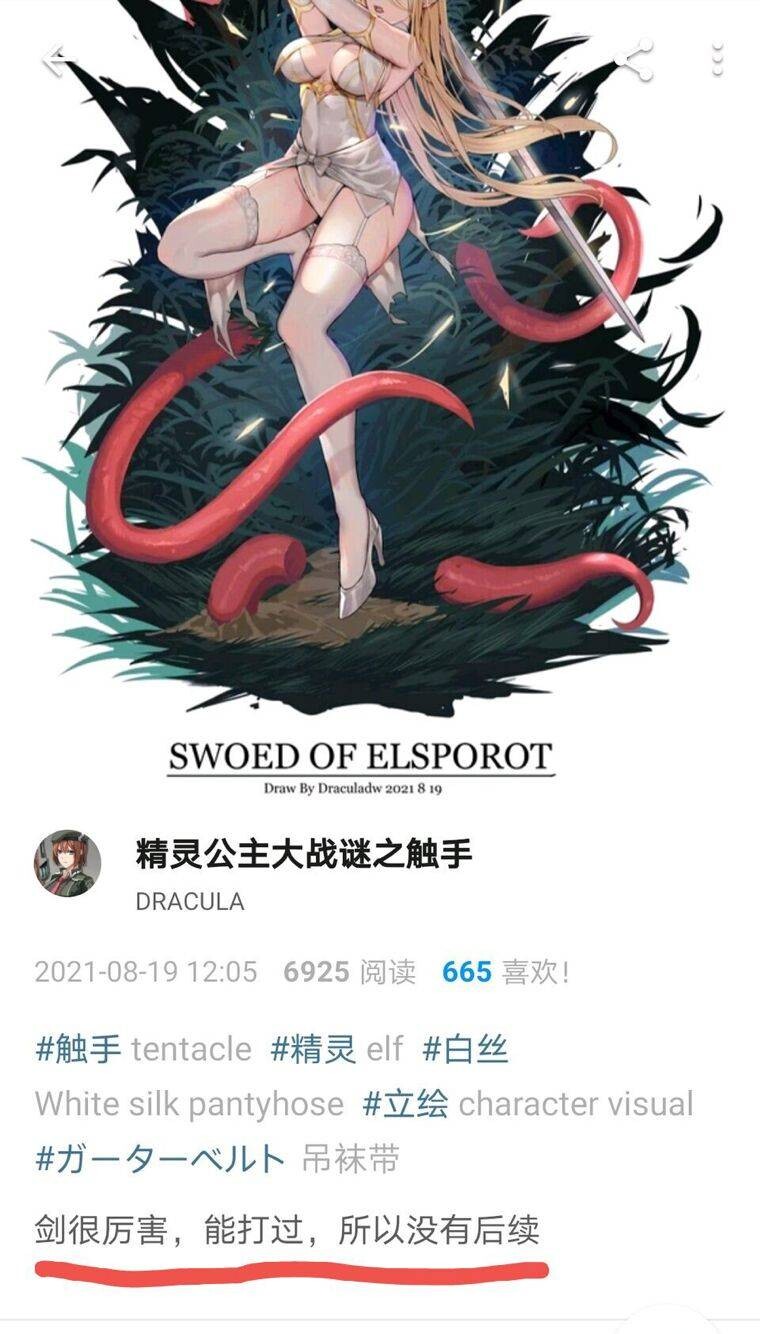 SWOED OF ELSPOROT
Draw By Draculadw 2021 8 19
精灵公主大战谜之触手
DRACULA
2021-08-19 12:05 6925 阅读 665 喜欢!
#触手 tentacle #精灵 elf #白丝
White silk pantyhose #立绘 character visual
#ガーターベルト 吊袜带
剑很厉害，能打过，所以没有后续